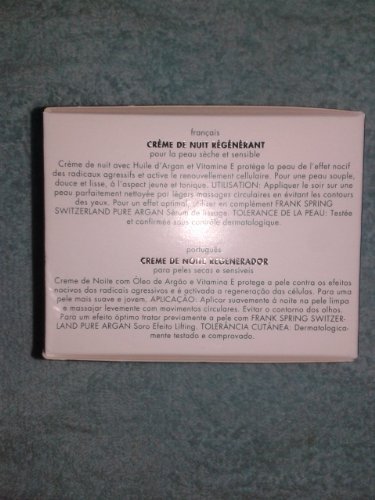 français
CRÈME DE NUIT RÉGÉNÉRANT
pour la peau sèche et sensible
Crème de nuit avec Huile d'Argan et Vitamine E protège la peau de l'effet nocif
des radicaux agressifs et active le renouvellement cellulaire. Pour une peau souple,
douce et lisse, à l'aspect jeune et tonique. UTILISATION: Appliquer le soir sur une
peau parfaitement nettoyée par légers massages circulaires en évitant les contours
des yeux. Pour un effet optimal, utiliser en complément FRANK SPRING
SWITZERLAND PURE ARGAN Sérum de lissage. TOLERANCE DE LA PEAU: Testée
et confirmée sous contrôle dermatologique.
português
CREME DE NOITE REGENERADOR
para peles secas e sensíveis
Creme de Noite com Óleo de Argão e Vitamina E protege a pele contra os efeitos
nocivos dos radicais agressivos e é activada a regeneração das células. Para uma
pele mais suave e jovem. APLICAÇÃO: Aplicar suavemente à noite na pele limpa
e massajar levemente com movimentos circulares. Evitar o contorno dos olhos.
Para um efeito óptimo tratar previamente a pele com FRANK SPRING SWITZER-
LAND PURE ARGAN Soro Efeito Lifting. TOLERÂNCIA CUTÂNEA: Dermatologica-
mente testado e comprovado.